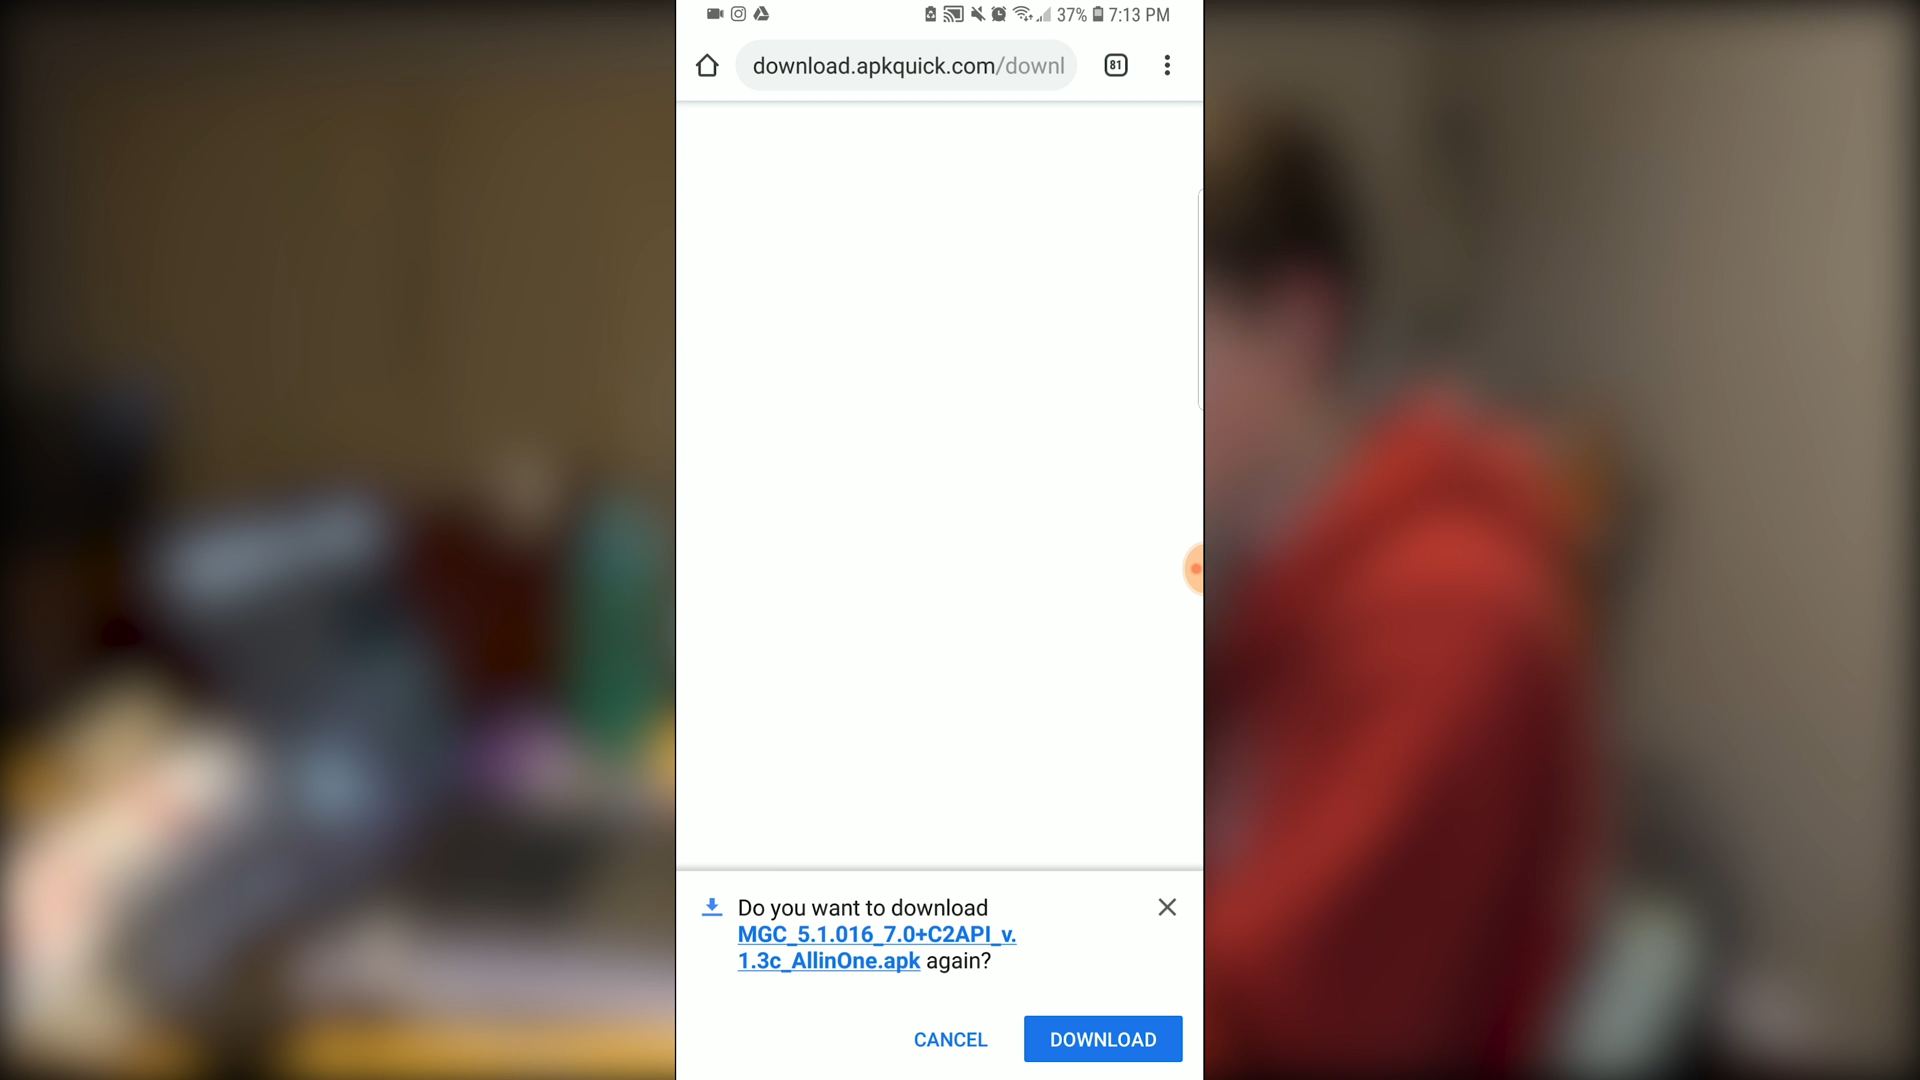 37% 7:13 PM
download.apkquick.com/downl
81
Do you want to download
MGC_5.1.016_7.0+C2API_v.
1.3c_AllinOne.apk again?
CANCEL DOWNLOAD